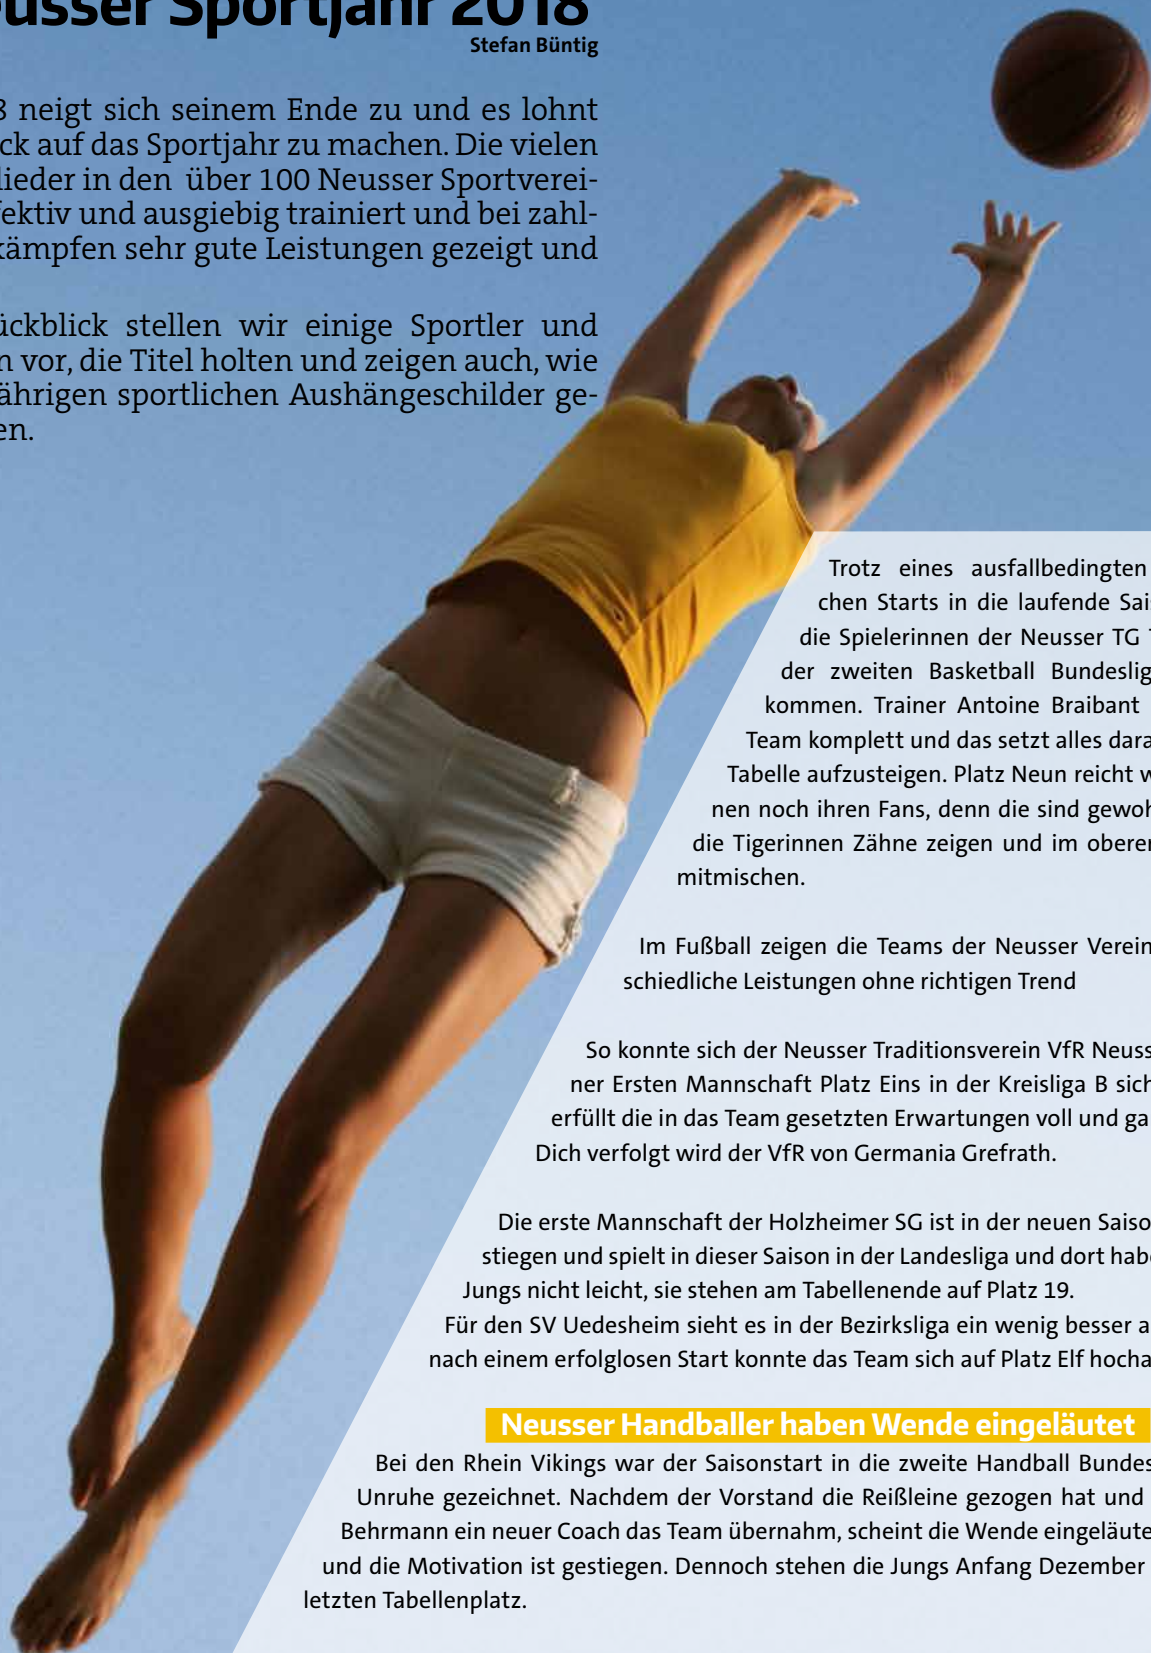 usser Sportjahr 2018
Stefan Büntig
8 neigt sich seinem Ende zu und es lohnt
ck auf das Sportjahr zu machen. Die vielen
lieder in den über 100 Neusser Sportverei-
fektiv und ausgiebig trainiert und bei zahl-
kämpfen sehr gute Leistungen gezeigt und
ückblick stellen wir einige Sportler und
n vor, die Titel holten und zeigen auch, wie
ährigen sportlichen Aushängeschilder ge-
en.
Trotz eines ausfallbedingten
chen Starts in die laufende Sai
die Spielerinnen der Neusser TG
der zweiten Basketball Bundeslig
kommen. Trainer Antoine Braibant
Team komplett und das setzt alles dara
Tabelle aufzusteigen. Platz Neun reicht w
nen noch ihren Fans, denn die sind gewoh
die Tigerinnen Zähne zeigen und im oberen
mitmischen.
Im Fußball zeigen die Teams der Neusser Verein
schiedliche Leistungen ohne richtigen Trend
So konnte sich der Neusser Traditionsverein VfR Neuss
ner Ersten Mannschaft Platz Eins in der Kreisliga B sich
erfüllt die in das Team gesetzten Erwartungen voll und ga
Dich verfolgt wird der VfR von Germania Grefrath.
Die erste Mannschaft der Holzheimer SG ist in der neuen Saiso
stiegen und spielt in dieser Saison in der Landesliga und dort habe
Jungs nicht leicht, sie stehen am Tabellenende auf Platz 19.
Für den SV Uedesheim sieht es in der Bezirksliga ein wenig besser a
nach einem erfolglosen Start konnte das Team sich auf Platz Elf hocha
Neusser Handballer haben Wende eingeläutet
Bei den Rhein Vikings war der Saisonstart in die zweite Handball Bundes
Unruhe gezeichnet. Nachdem der Vorstand die Reißleine gezogen hat und
Behrmann ein neuer Coach das Team übernahm, scheint die Wende eingeläute
und die Motivation ist gestiegen. Dennoch stehen die Jungs Anfang Dezember
letzten Tabellenplatz.